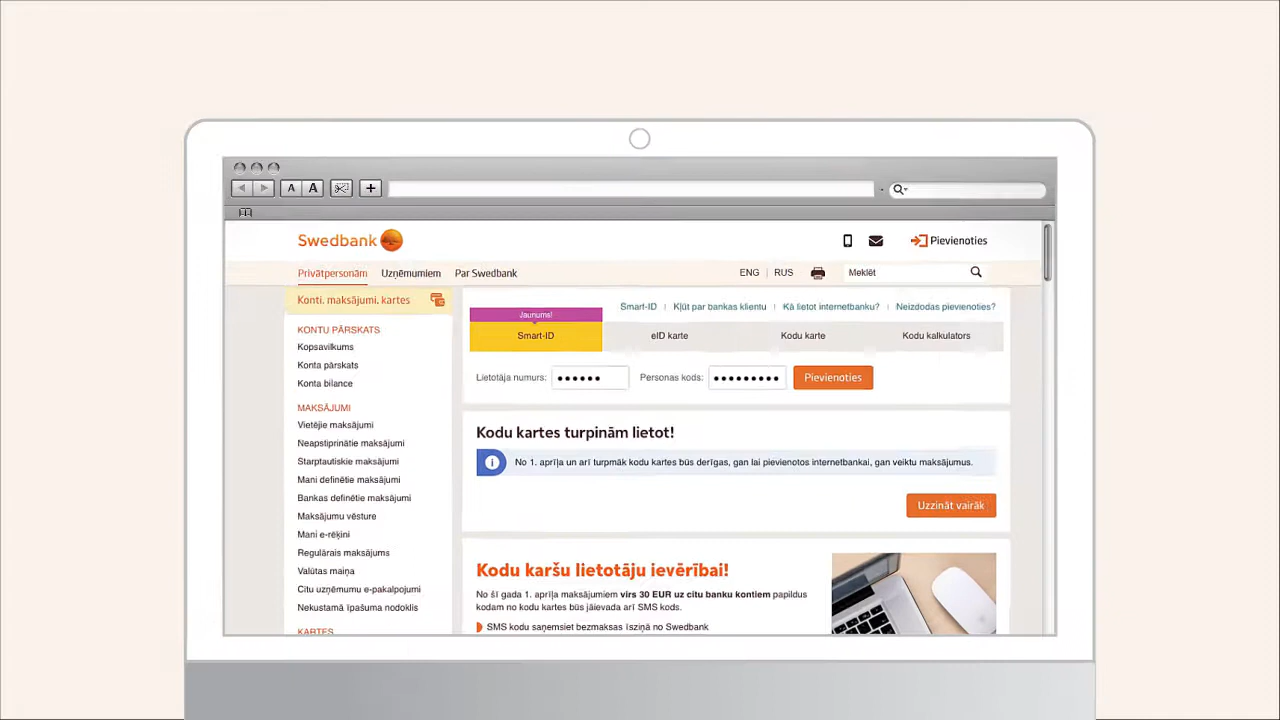 A A +
Swedbank
Pievienoties
Privātpersonām Uzņēmumiem Par Swedbank ENG RUS Meklēt
Konti, maksājumi, kartes
Smart-ID Kļūt par bankas klientu Kā lietot internetbanku? Neizdodas pievienoties?
Jaunums!
Smart-ID eID karte Kodu karte Kodu kalkulators
Lietotāja numurs: Personas kods: Pievienoties
KONTU PĀRSKATS
Kopsavilkums
Konta pārskats
Konta bilance
MAKSĀJUMI
Vietējie maksājumi
Neapstiprinātie maksājumi
Starptautiskie maksājumi
Mani definētie maksājumi
Bankas definētie maksājumi
Maksājumu vēsture
Mani e-rēķini
Regulārais maksājums
Valūtas maiņa
Citu uzņēmumu e-pakalpojumi
Nekustamā īpašuma nodoklis
KARTES
Kodu kartes turpinām lietot!
No 1. aprīļa un arī turpmāk kodu kartes būs derīgas, gan lai pievienotos internetbankai, gan veiktu maksājumus.
Uzzināt vairāk
Kodu karšu lietotāju ievērībai!
No šī gada 1. aprīļa maksājumiem virs 30 EUR uz citu banku kontiem papildus
kodam no kodu kartes būs jāievada arī SMS kods.
SMS kodu saņemsiet bezmaksas īsziņā no Swedbank